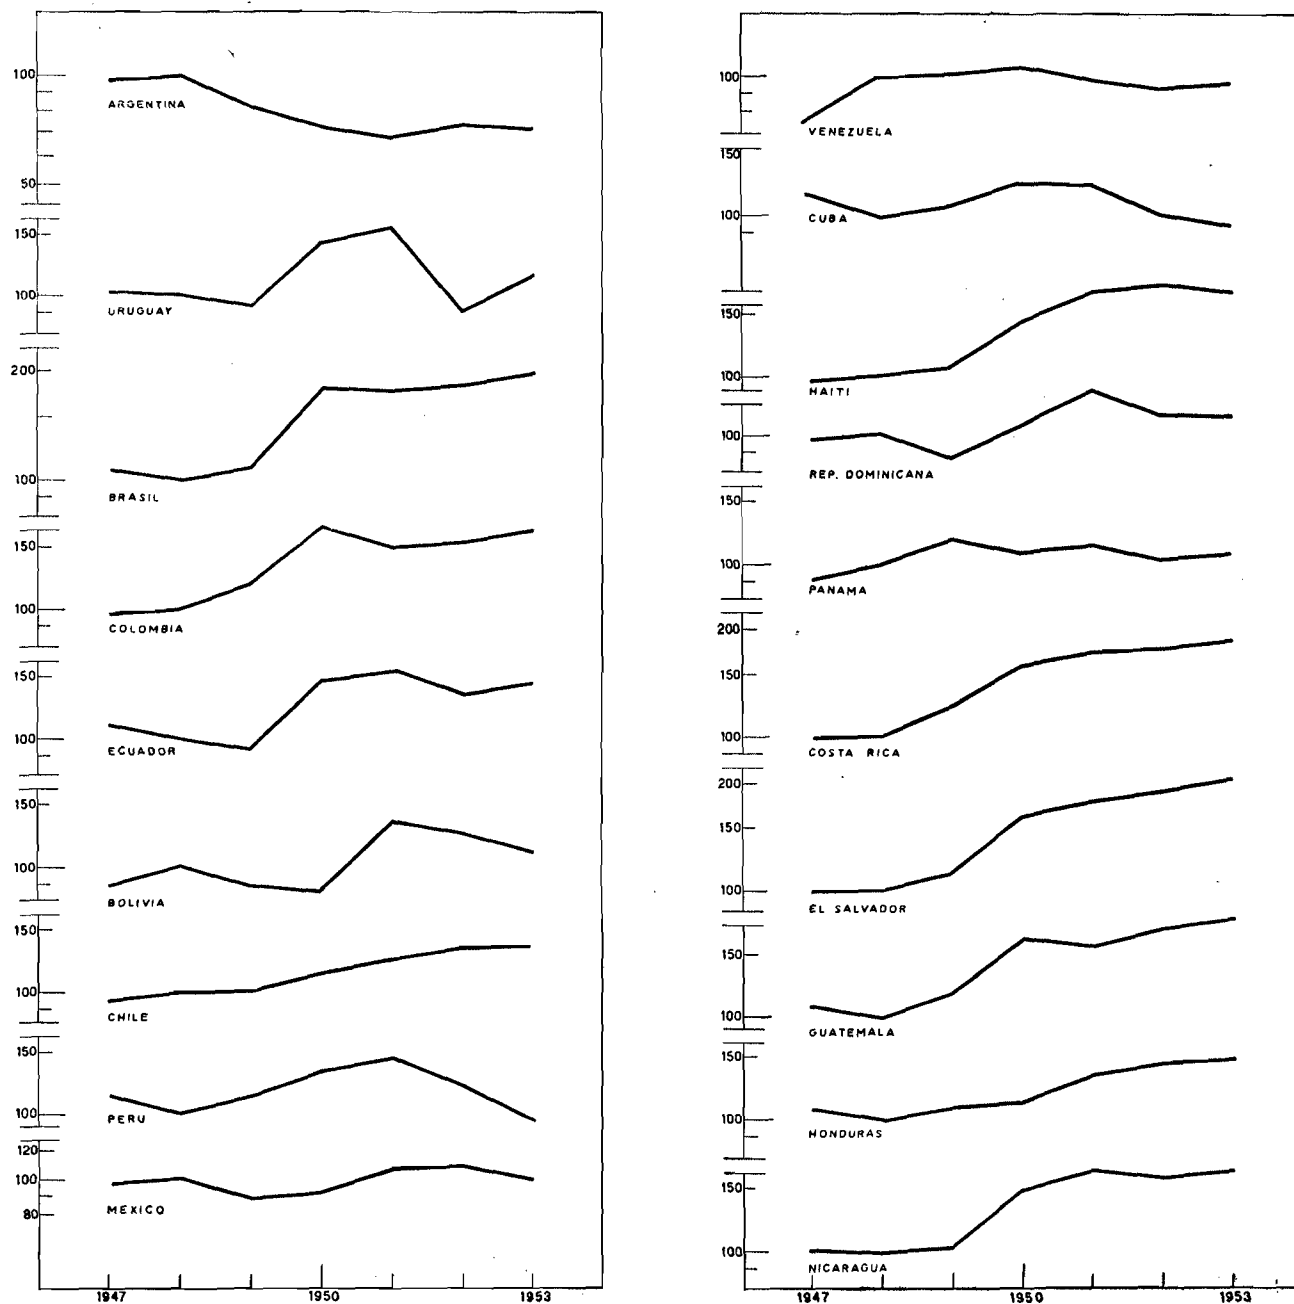 100
ARGENTINA
50
150
100
URUGUAY
200
100
BRASIL
150
100
COLOMBIA
150
100
ECUADOR
150
100
BOLIVIA
150
100
CHILE
150
100
PERU
120
100
80
MEXICO
1947 1950 1953
100
VENEZUELA
150
100
CUBA
150
100
HAITI
100
REP. DOMINICANA
150
100
PANAMA
200
150
100
COSTA RICA
200
150
100
EL SALVADOR
150
100
GUATEMALA
150
100
HONDURAS
150
100
NICARAGUA
1947 1950 1953